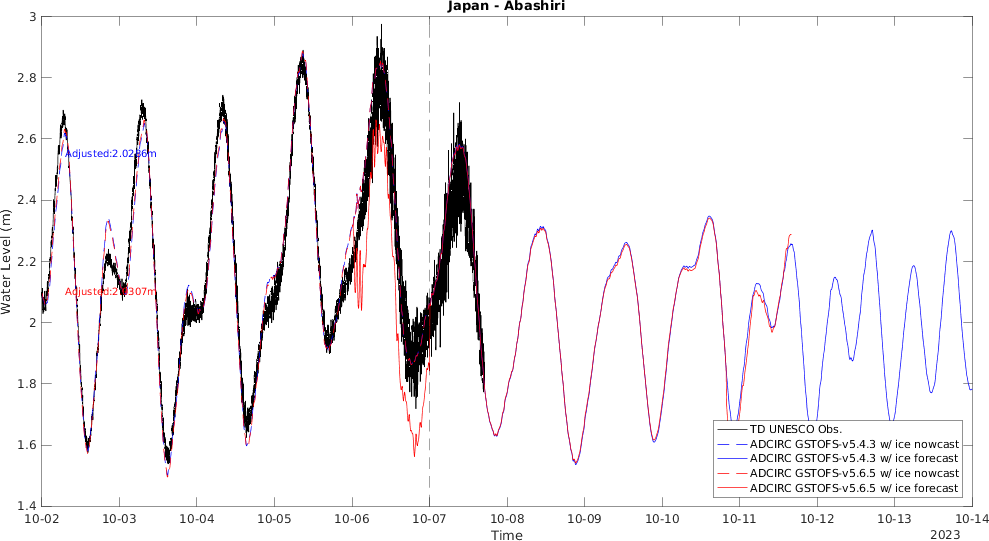 Japan - Abashiri
3
2.8
2.6
2.4
2.2
2
1.8
1.6
1.4
Water Level (m)
Adjusted:2.0286m
Adjusted:2.0307m
TD UNESCO Obs.
ADCIRC GSTOFS-v5.4.3 w/ ice nowcast
ADCIRC GSTOFS-v5.4.3 w/ ice forecast
ADCIRC GSTOFS-v5.6.5 w/ ice nowcast
ADCIRC GSTOFS-v5.6.5 w/ ice forecast
10-02 10-03 10-04 10-05 10-06 10-07 10-08 10-09 10-10 10-11 10-12 10-13 10-14
Time
2023